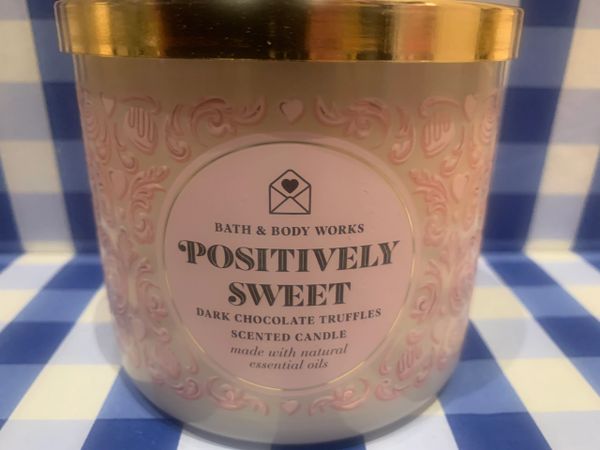 BATH & BODY WORKS
POSITIVELY
SWEET
DARK CHOCOLATE TRUFFLES
SCENTED CANDLE
made with natural
essential oils